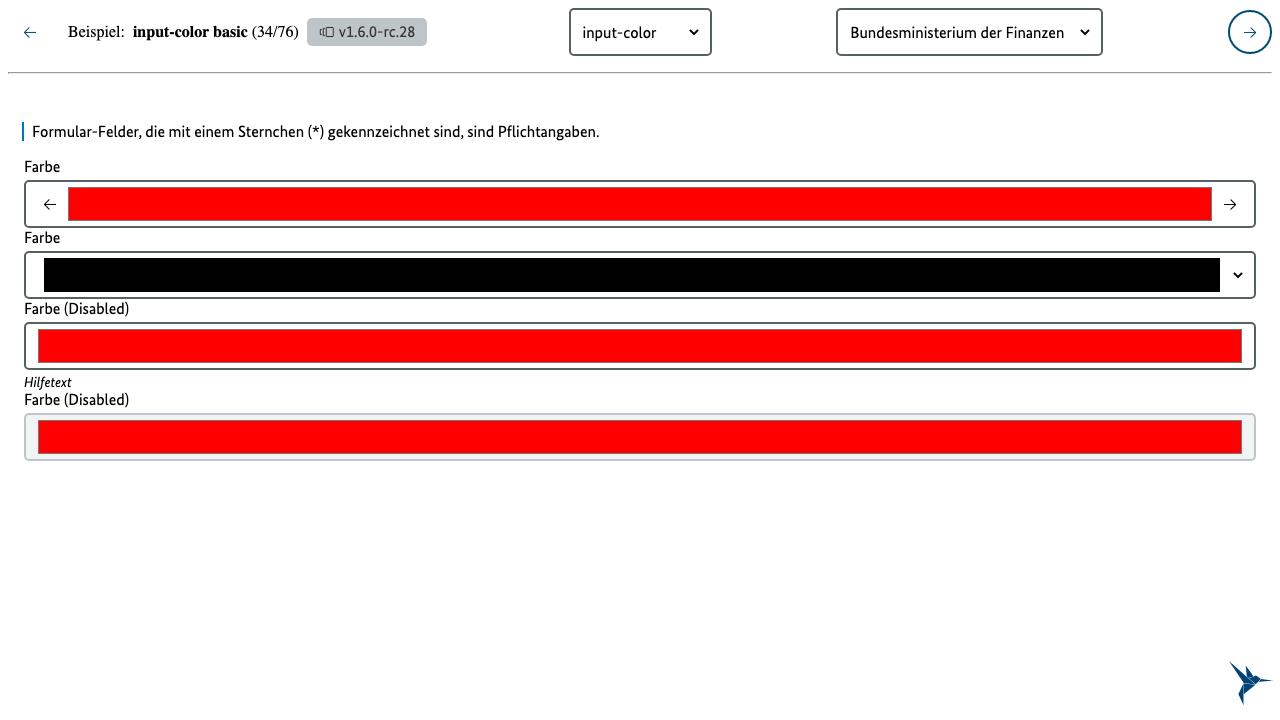 Beispiel: input-color basic (34/76) v1.6.0-rc.28 input-color Bundesministerium der Finanzen
Formular-Felder, die mit einem Sternchen (*) gekennzeichnet sind, sind Pflichtangaben.
Farbe
Farbe
Farbe (Disabled)
Hilfetext
Farbe (Disabled)